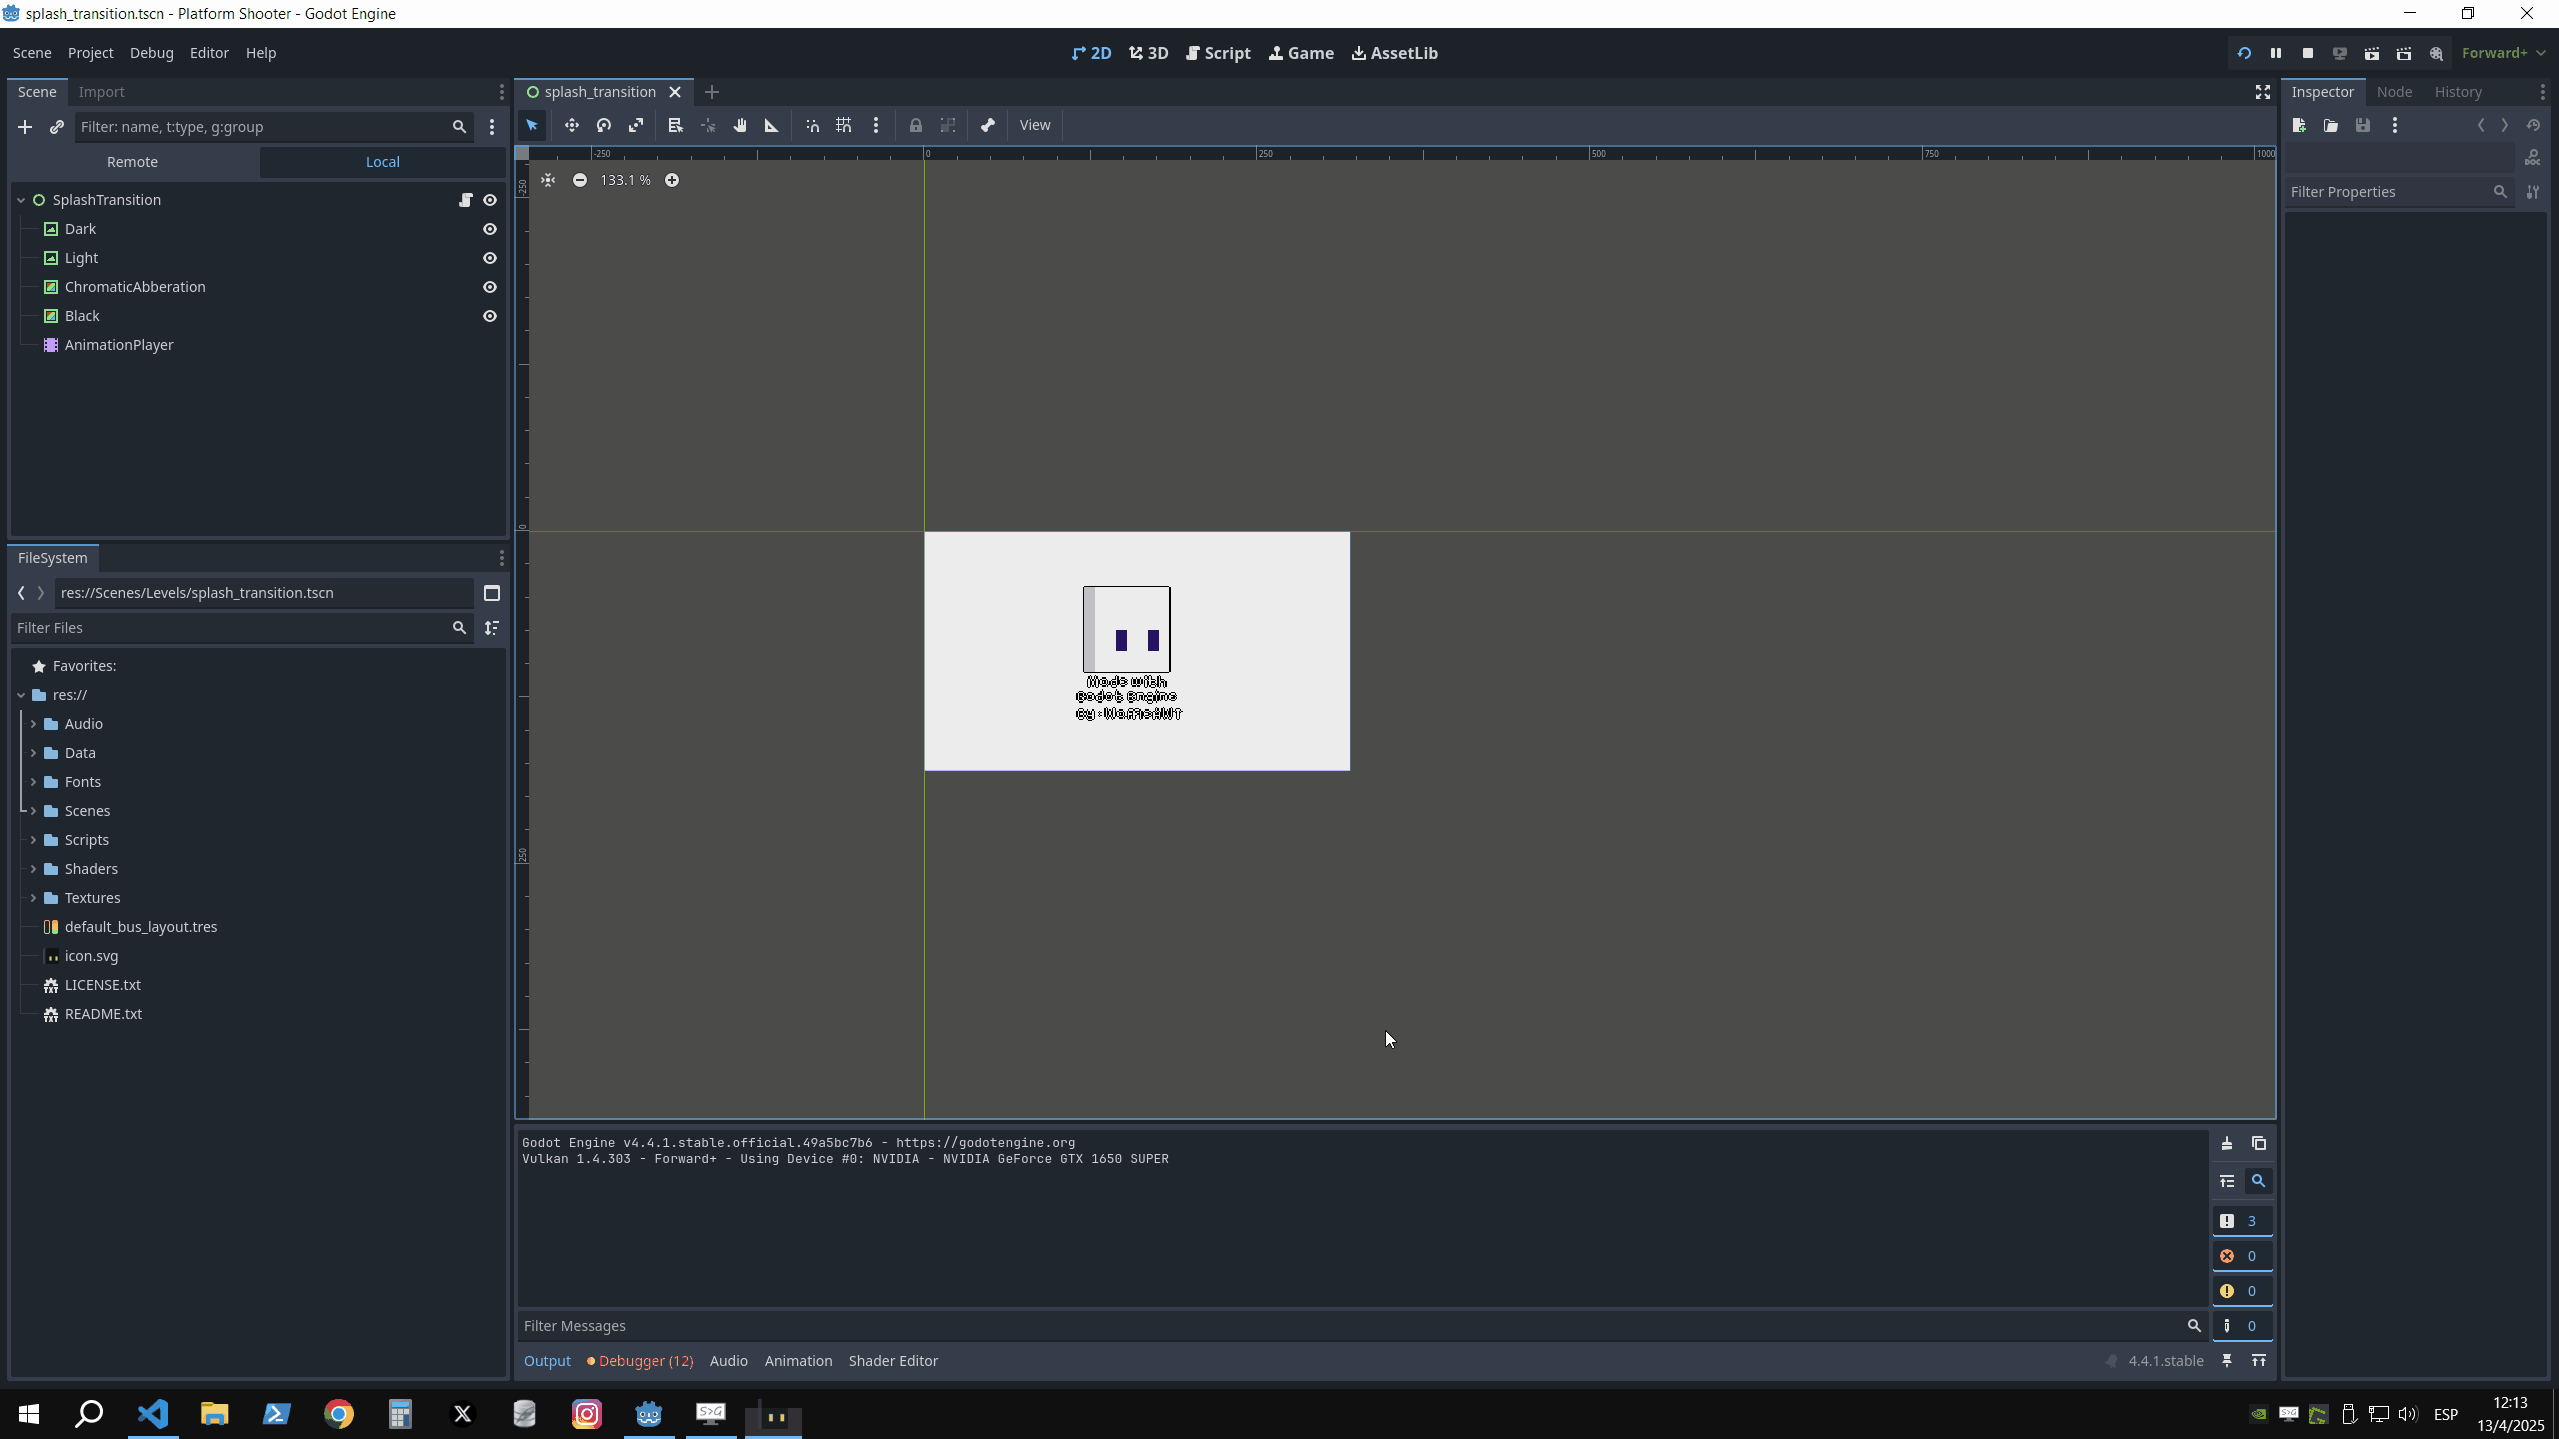 splash_transition.tscn - Platform Shooter - Godot Engine
Scene Project Debug Editor Help
2D 3D Script Game AssetLib
Forward+
Scene Import
splash_transition
Inspector Node History
Filter: name, t:type, g:group
View
Remote Local
-250 0 250 500 750 1000
-250
133.1 %
Filter Properties
SplashTransition
Dark
Light
ChromaticAbberation
Black
AnimationPlayer
0
FileSystem
res://Scenes/Levels/splash_transition.tscn
Filter Files
Favorites:
res://
Made with
Godot Engine
Audio
Data
Fonts
Scenes
Scripts
250
Shaders
Textures
default_bus_layout.tres
icon.svg
LICENSE.txt
README.txt
Godot Engine v4.4.1.stable.official.49a5bc7b6 - https://godotengine.org
Vulkan 1.4.303 - Forward+ - Using Device #0: NVIDIA - NVIDIA GeForce GTX 1650 SUPER
3
0
0
0
Filter Messages
Output Debugger (12) Audio Animation Shader Editor
4.4.1.stable
ESP
12:13
13/4/2025